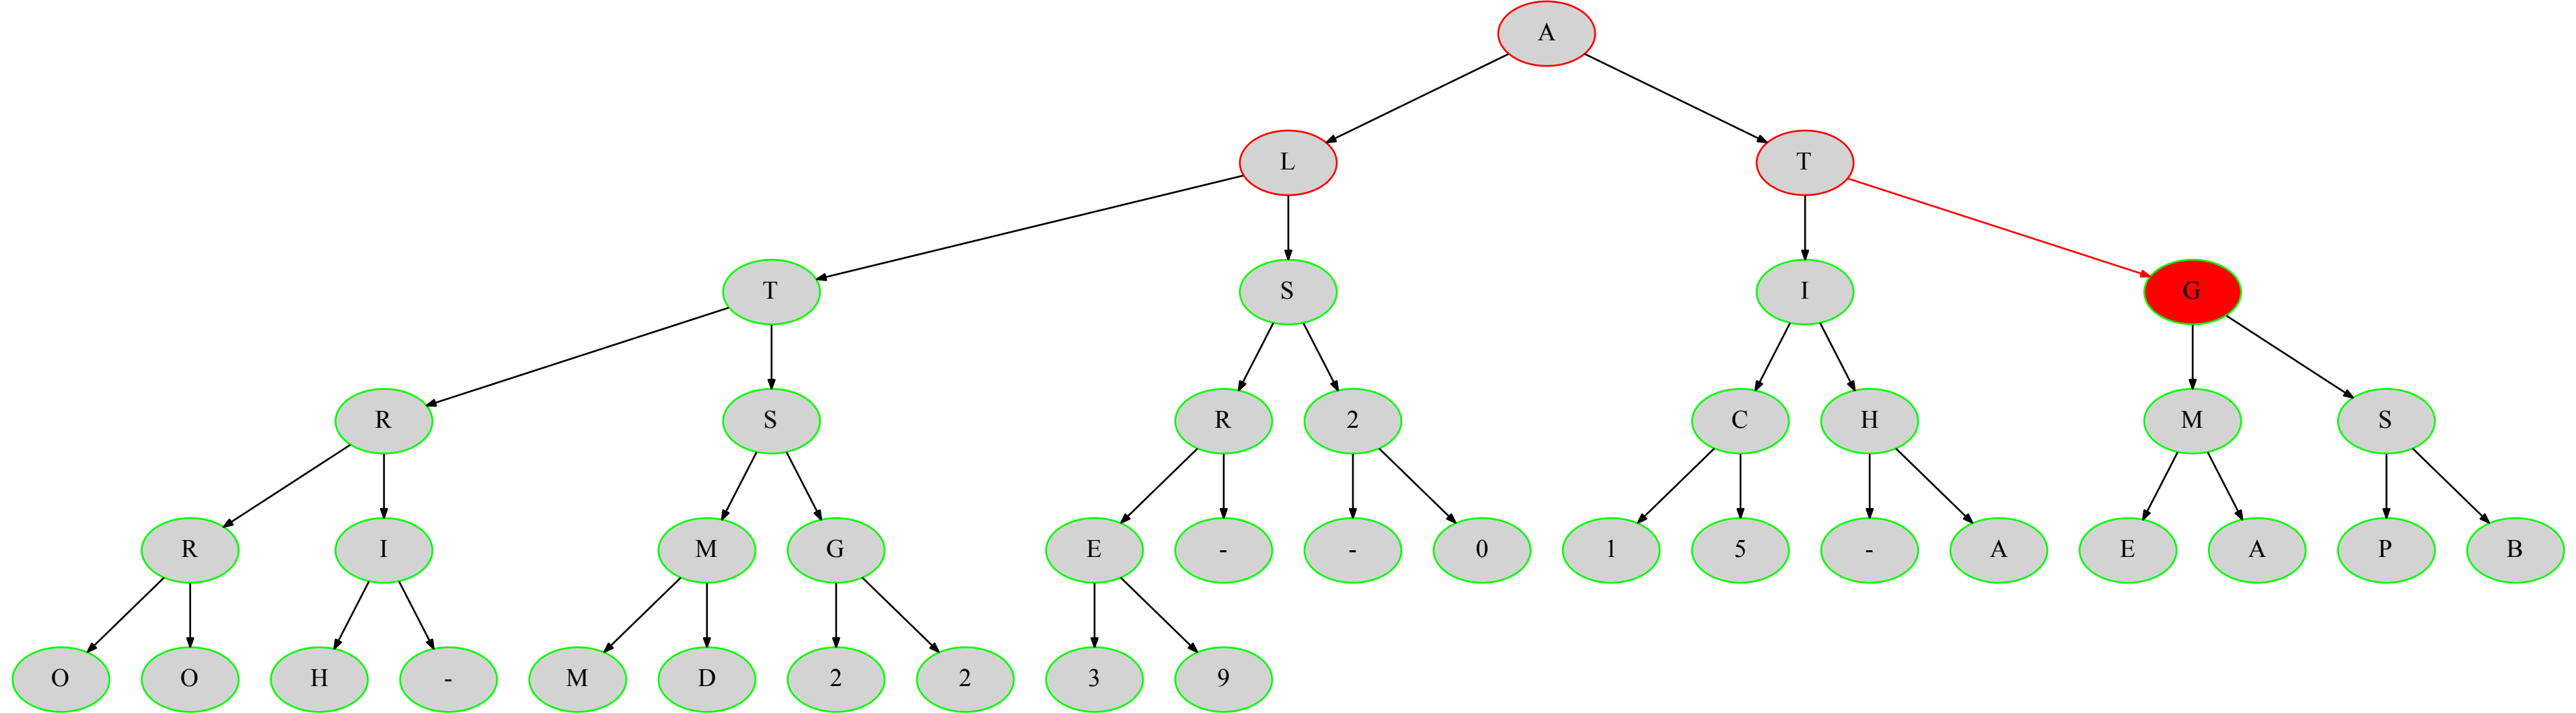 A
L T
T S I G
R S R 2 C H M S
R I M G E - - 0 1 5 - A E A P B
O O H - M D 2 2 3 9